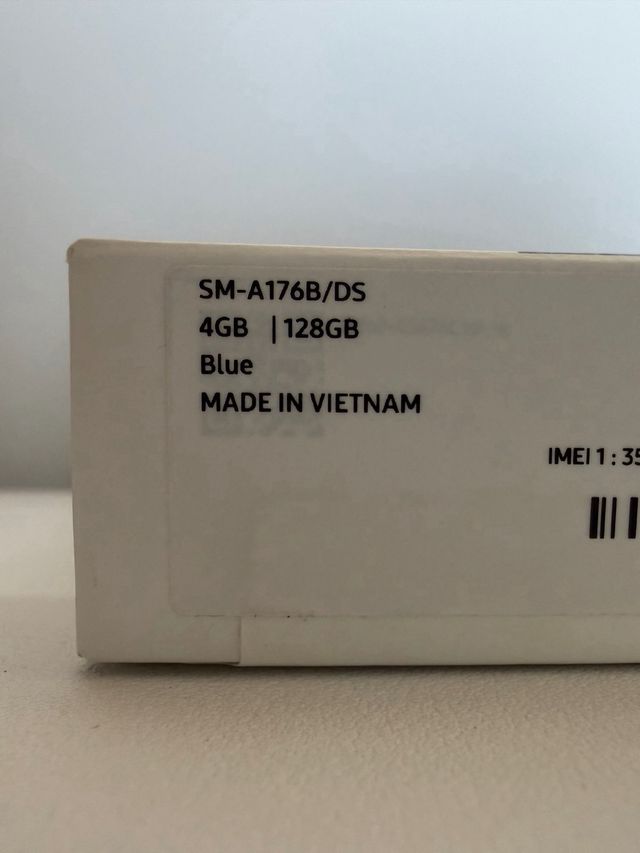 SM-A176B/DS
4GB | 128GB
Blue
MADE IN VIETNAM
IMEI 1 : 35